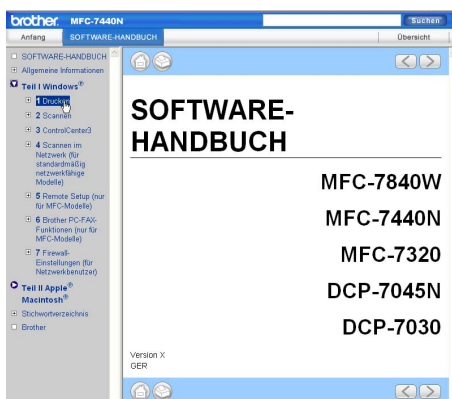 brother. MFC-7440N
Suchen
Anfang
SOFTWARE-HANDBUCH
Übersicht
SOFTWARE-HANDBUCH
Allgemeine Informationen
Teil I Windows®
1 Drucken
2 Scannen
3 ControlCenter3
4 Scannen im
Netzwerk (für
standardmäßig
netzwerkfähige
Modelle)
5 Remote Setup (nur
für MFC-Modelle)
6 Brother PC-FAX-
Funktionen (nur für
MFC-Modelle)
7 Firewall-
Einstellungen (für
Netzwerkbenutzer)
Teil II Apple®
Macintosh®
Stichwortverzeichnis
Brother
SOFTWARE-
HANDBUCH
MFC-7840W
MFC-7440N
MFC-7320
DCP-7045N
DCP-7030
Version X
GER